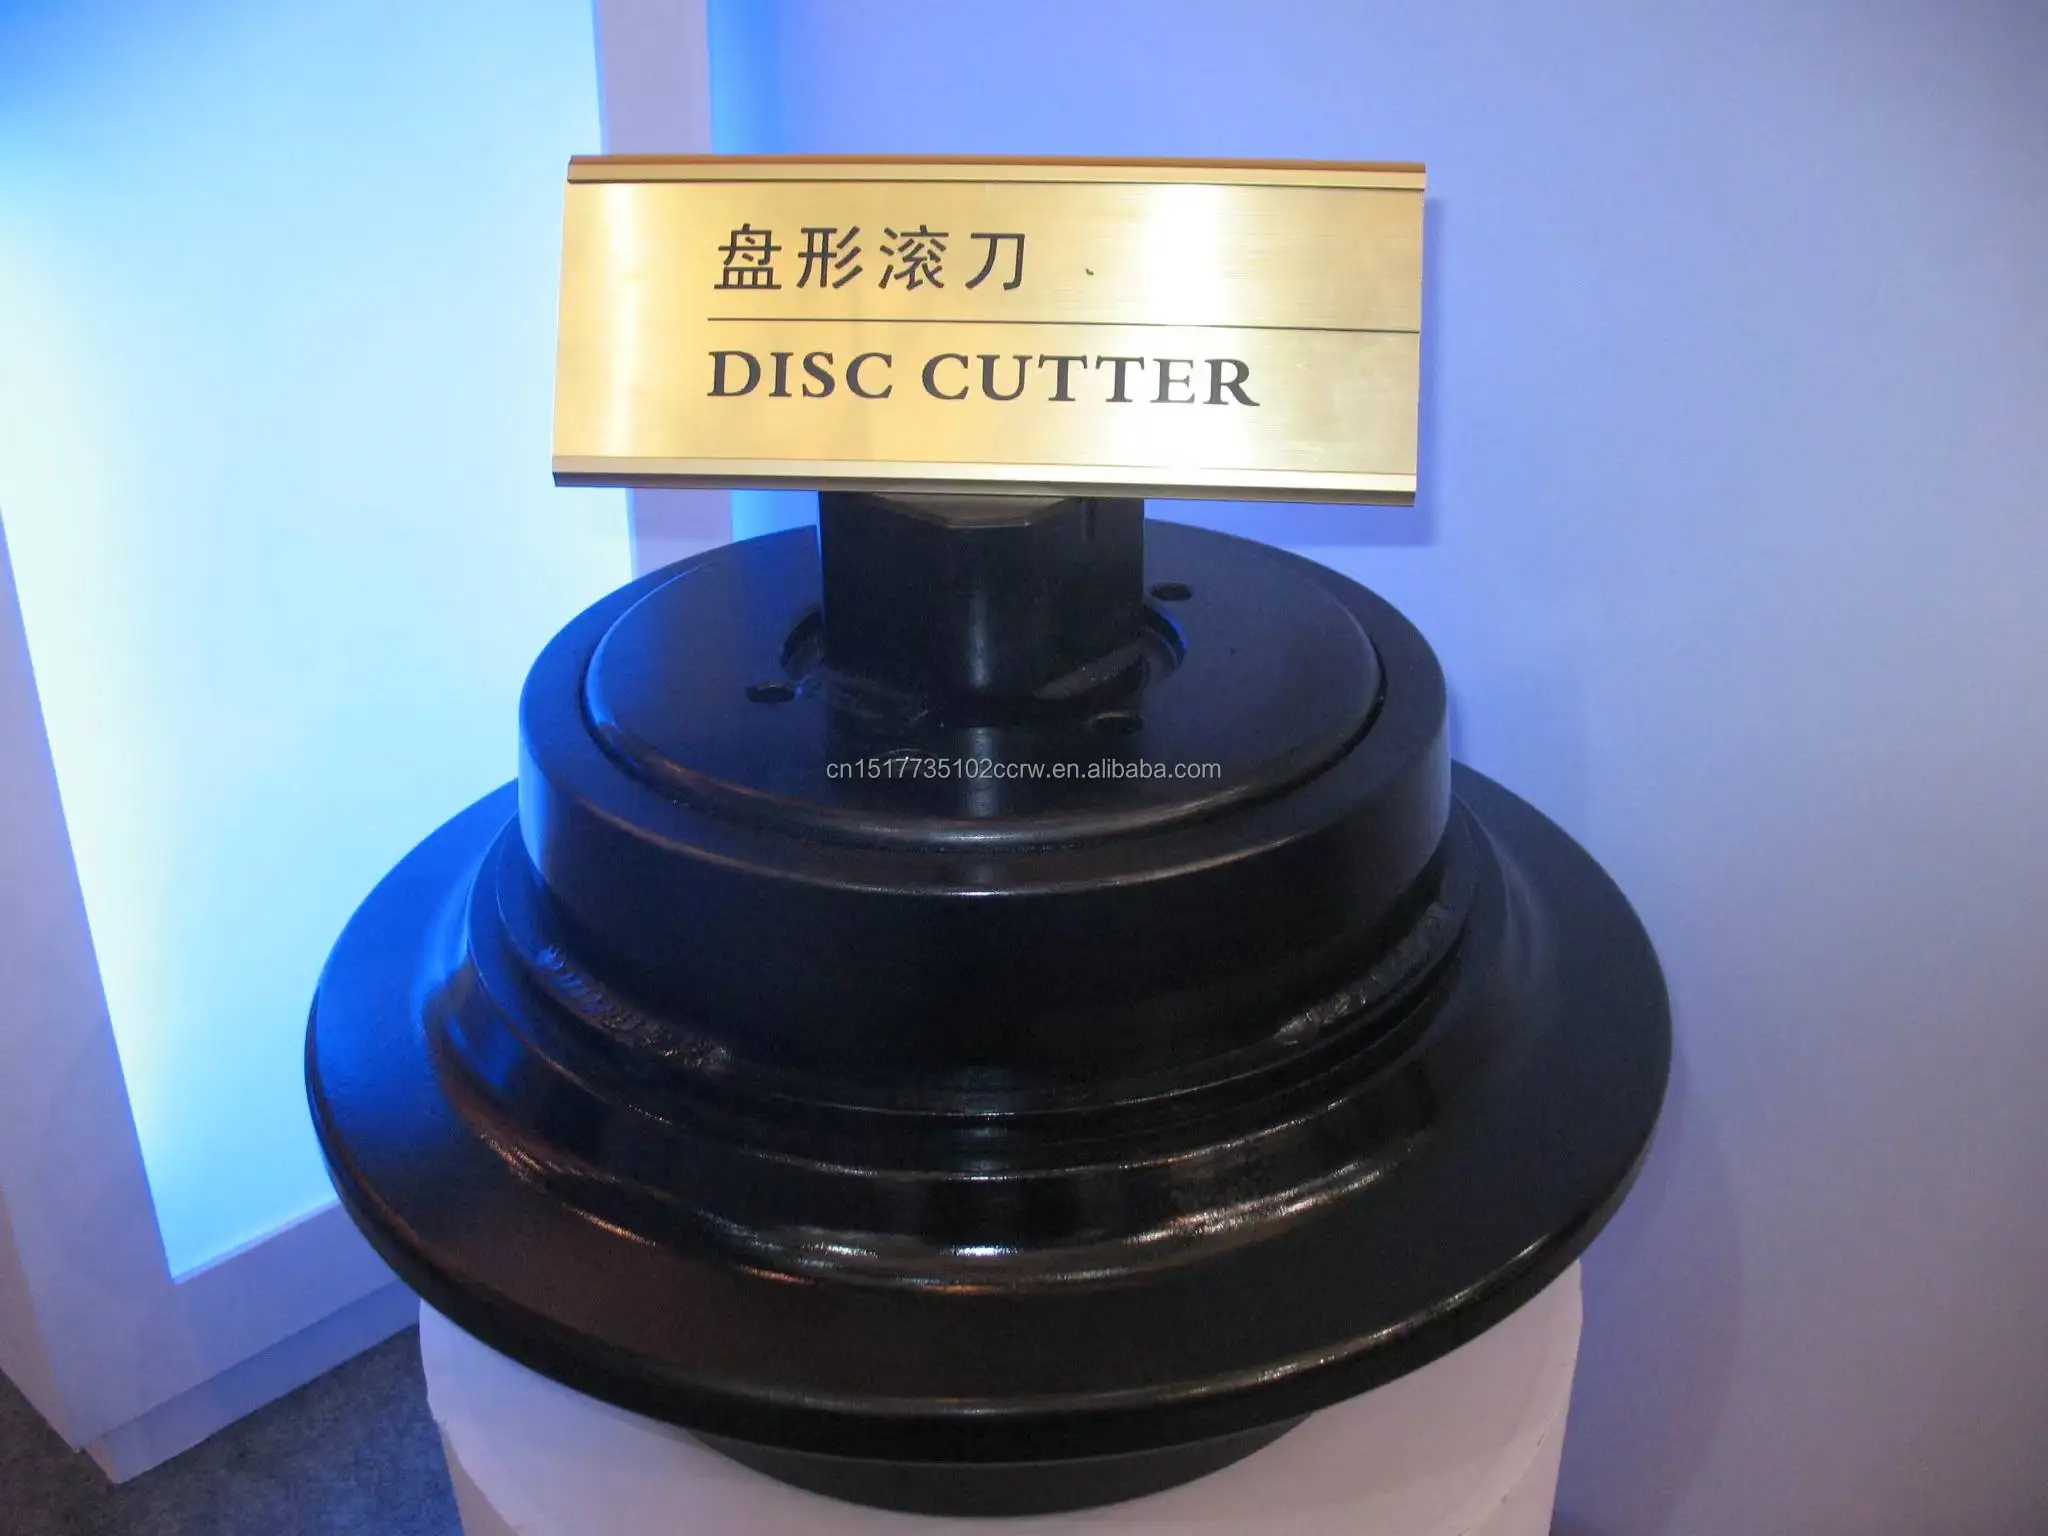 盘形滚刀
DISC CUTTER
cn1517735102ccrw.en.alibaba.com